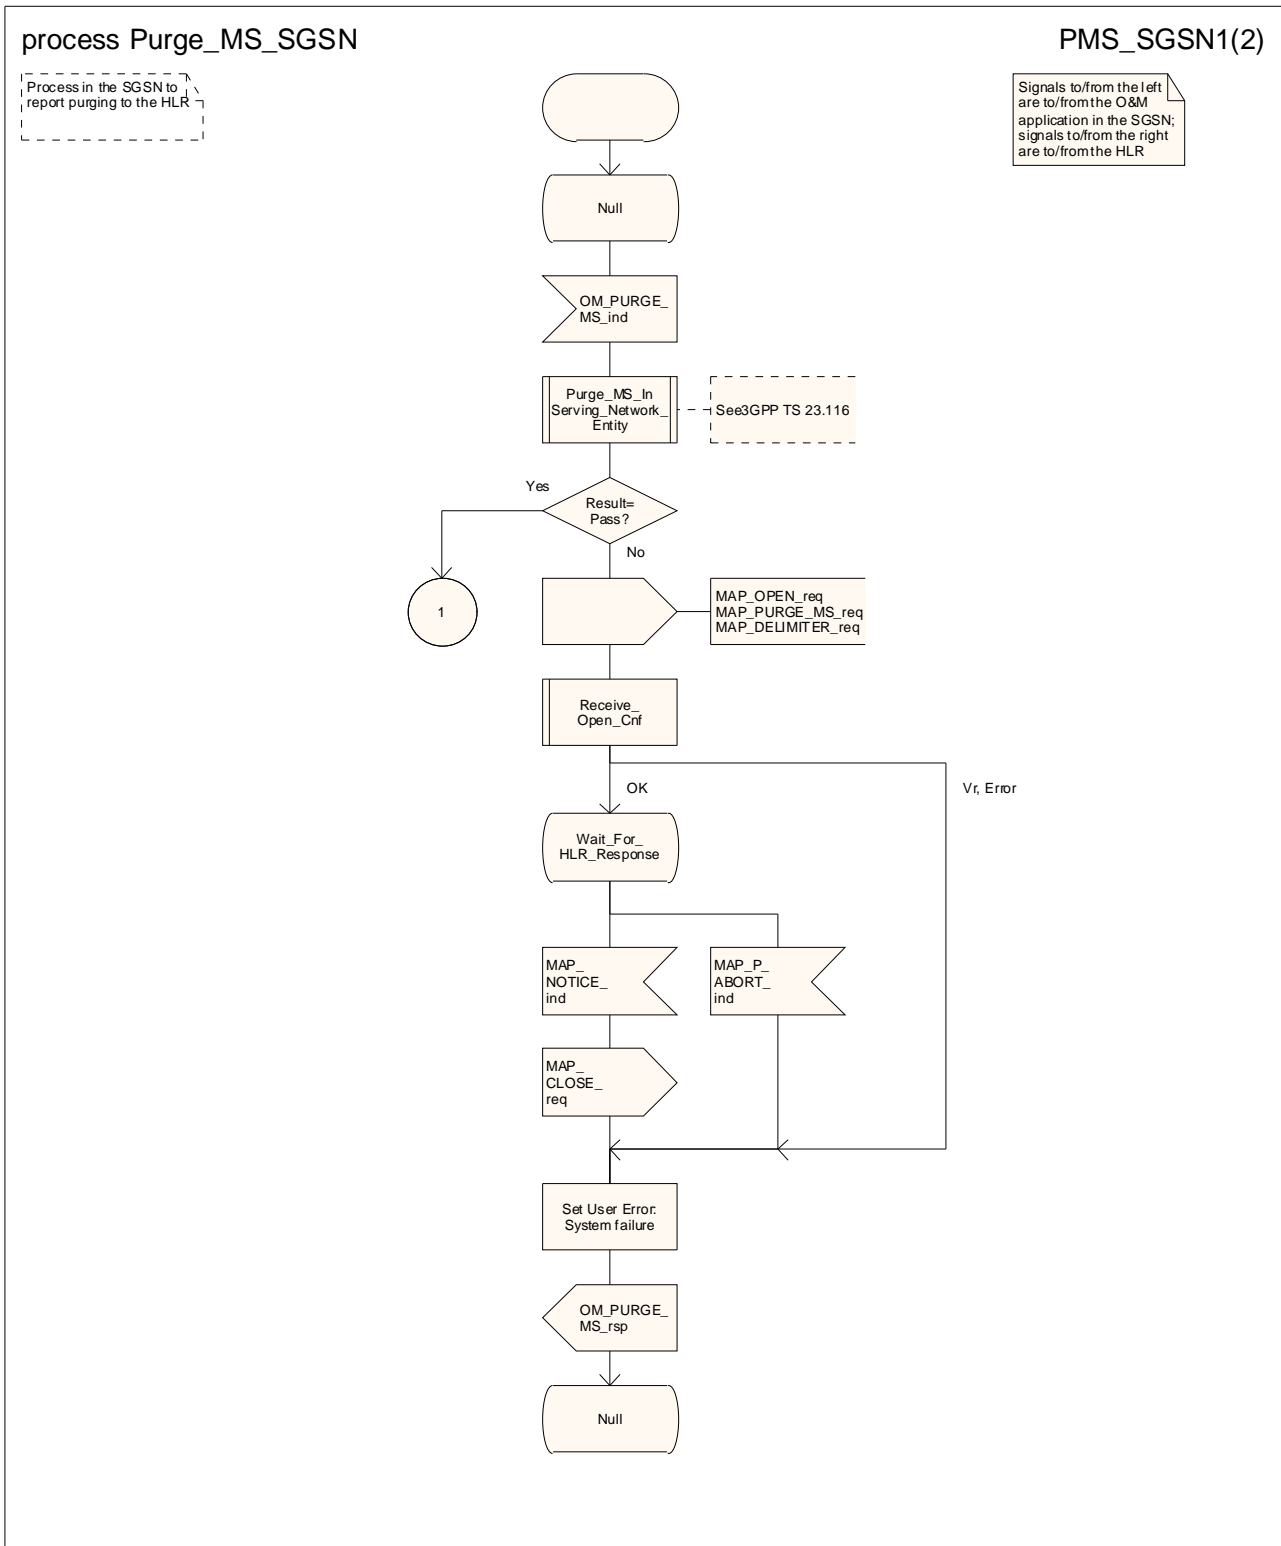 process Purge_MS_SGSN
PMS_SGSN1(2)
Process in the SGSN to
report purging to the HLR
Signals to/from the left
are to/from the O&M
application in the SGSN;
signals to/from the right
are to/from the HLR
Null
OM_PURGE_
MS_ind
Purge_MS_In
Serving_Network_
Entity
See3GPP TS 23.116
Yes
Result=
Pass?
No
1
MAP_OPEN_req
MAP_PURGE_MS_req
MAP_DELIMITER_req
Receive_
Open_Cnf
OK
Vr, Error
Wait_For_
HLR_Response
MAP_
NOTICE_
ind
MAP_P_
ABORT_
ind
MAP_
CLOSE_
req
Set User Error:
System failure
OM_PURGE_
MS_rsp
Null